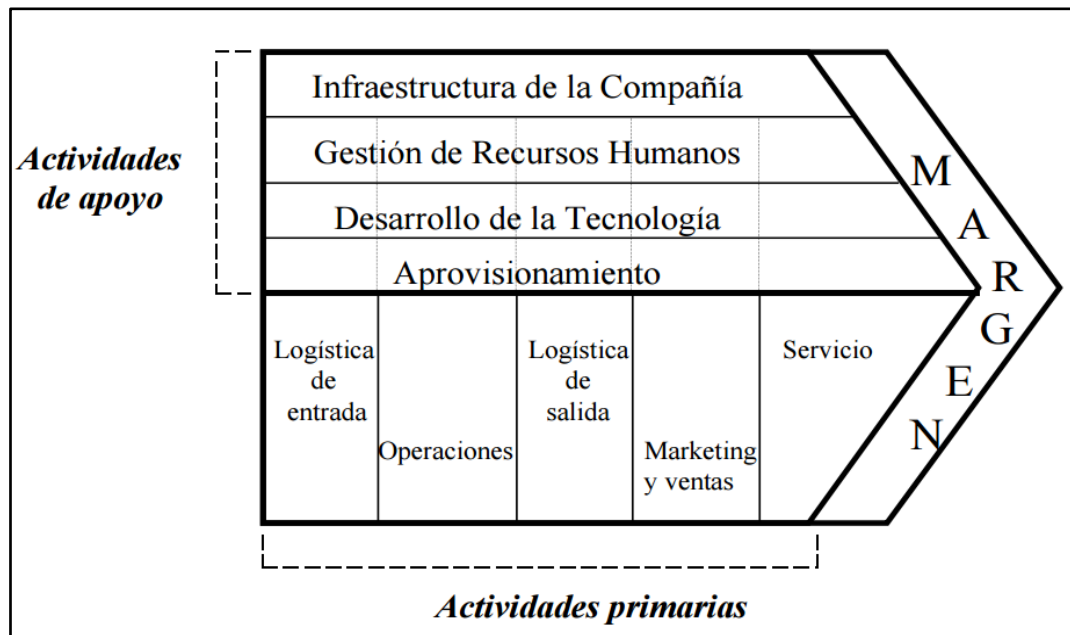 Actividades
de apoyo
Infraestructura de la Compañía
Gestión de Recursos Humanos
Desarrollo de la Tecnología
Aprovisionamiento
Logística
de
entrada
Operaciones
Logística
de
salida
Marketing
y ventas
Servicio
MARGEN
Actividades primarias